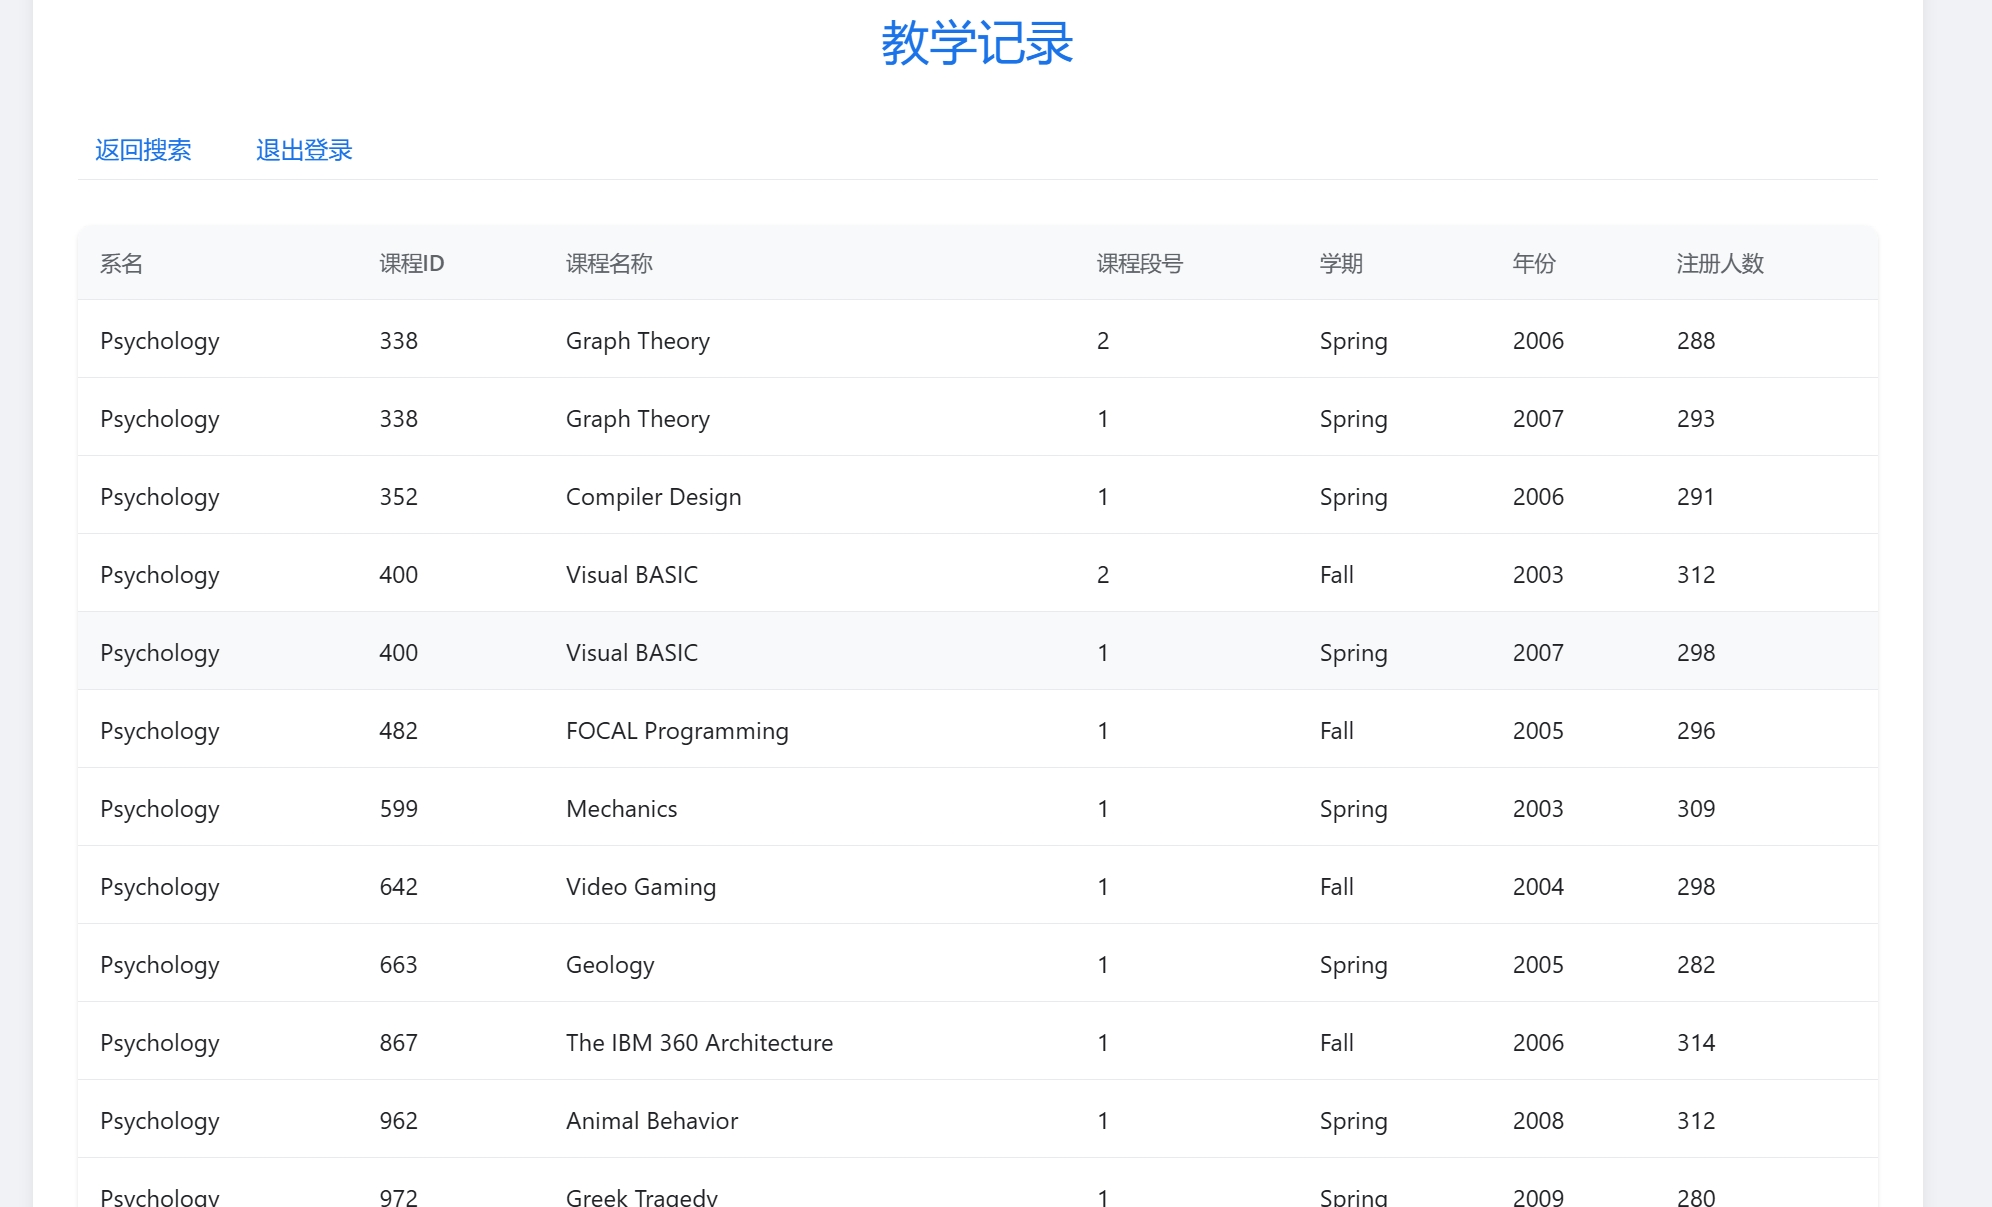 教学记录
返回搜索 退出登录
系名 课程ID 课程名称 课程段号 学期 年份 注册人数
Psychology 338 Graph Theory 2 Spring 2006 288
Psychology 338 Graph Theory 1 Spring 2007 293
Psychology 352 Compiler Design 1 Spring 2006 291
Psychology 400 Visual BASIC 2 Fall 2003 312
Psychology 400 Visual BASIC 1 Spring 2007 298
Psychology 482 FOCAL Programming 1 Fall 2005 296
Psychology 599 Mechanics 1 Spring 2003 309
Psychology 642 Video Gaming 1 Fall 2004 298
Psychology 663 Geology 1 Spring 2005 282
Psychology 867 The IBM 360 Architecture 1 Fall 2006 314
Psychology 962 Animal Behavior 1 Spring 2008 312
Psychology 972 Greek Tragedy 1 Spring 2009 280